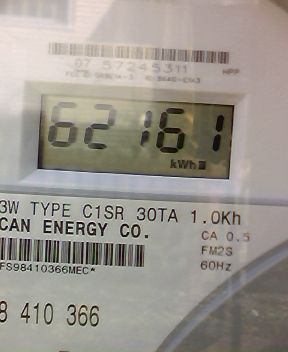 07 57245311
62161
kWh
3W TYPE C1SR 30TA 1.0Kh
CAN ENERGY CO.
CA 0.5
FM2S
60Hz
FS98410366MEC*
8 410 366